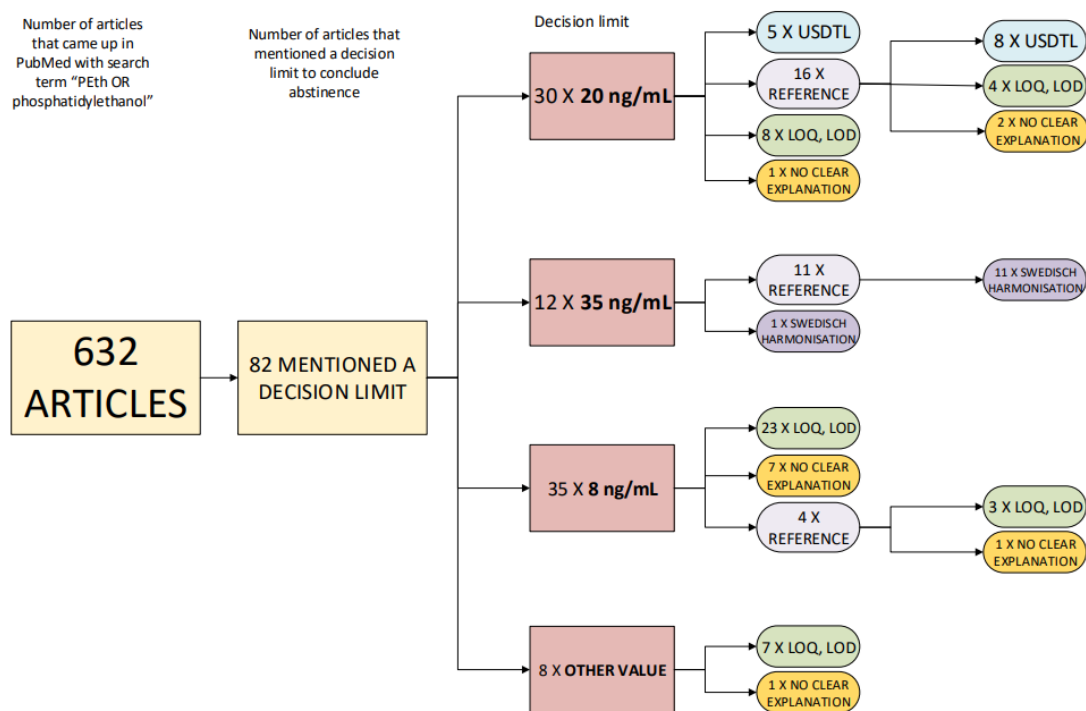 Number of articles
that came up in
PubMed with search
term “PEth OR
phosphatidylethanol”
Number of articles that
mentioned a decision
limit to conclude
abstinence
Decision limit
632
ARTICLES
82 MENTIONED A
DECISION LIMIT
30 X 20 ng/mL
5 X USDTL
16 X
REFERENCE
8 X LOQ, LOD
1 X NO CLEAR
EXPLANATION
8 X USDTL
4 X LOQ, LOD
2 X NO CLEAR
EXPLANATION
12 X 35 ng/mL
11 X
REFERENCE
1 X SWEDISCH
HARMONISATION
11 X SWEDISCH
HARMONISATION
35 X 8 ng/mL
23 X LOQ, LOD
7 X NO CLEAR
EXPLANATION
4 X
REFERENCE
3 X LOQ, LOD
1 X NO CLEAR
EXPLANATION
8 X OTHER VALUE
7 X LOQ, LOD
1 X NO CLEAR
EXPLANATION